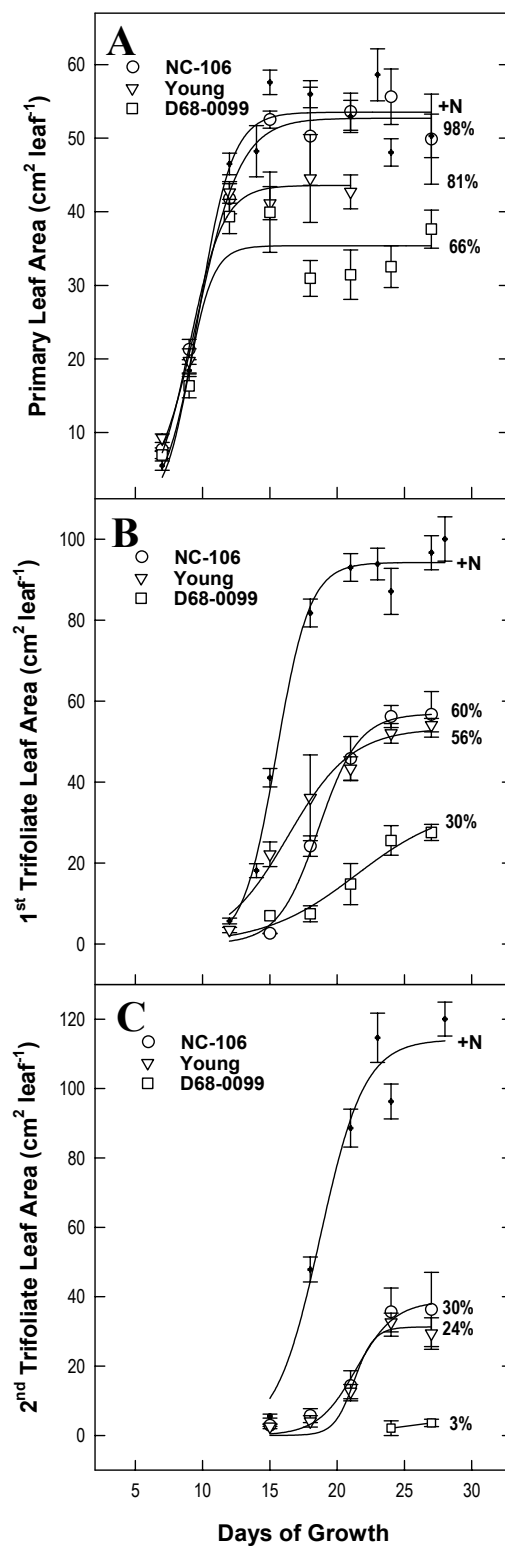 A
NC-106
Young
D68-0099
+N
98%
81%
66%
60
50
40
30
20
10
Primary Leaf Area (cm² leaf⁻¹)
B
NC-106
Young
D68-0099
+N
60%
56%
30%
100
80
60
40
20
0
1ˢᵗ Trifoliate Leaf Area (cm² leaf⁻¹)
C
NC-106
Young
D68-0099
+N
30%
24%
3%
120
100
80
60
40
20
0
2ⁿᵈ Trifoliate Leaf Area (cm² leaf⁻¹)
5 10 15 20 25 30
Days of Growth